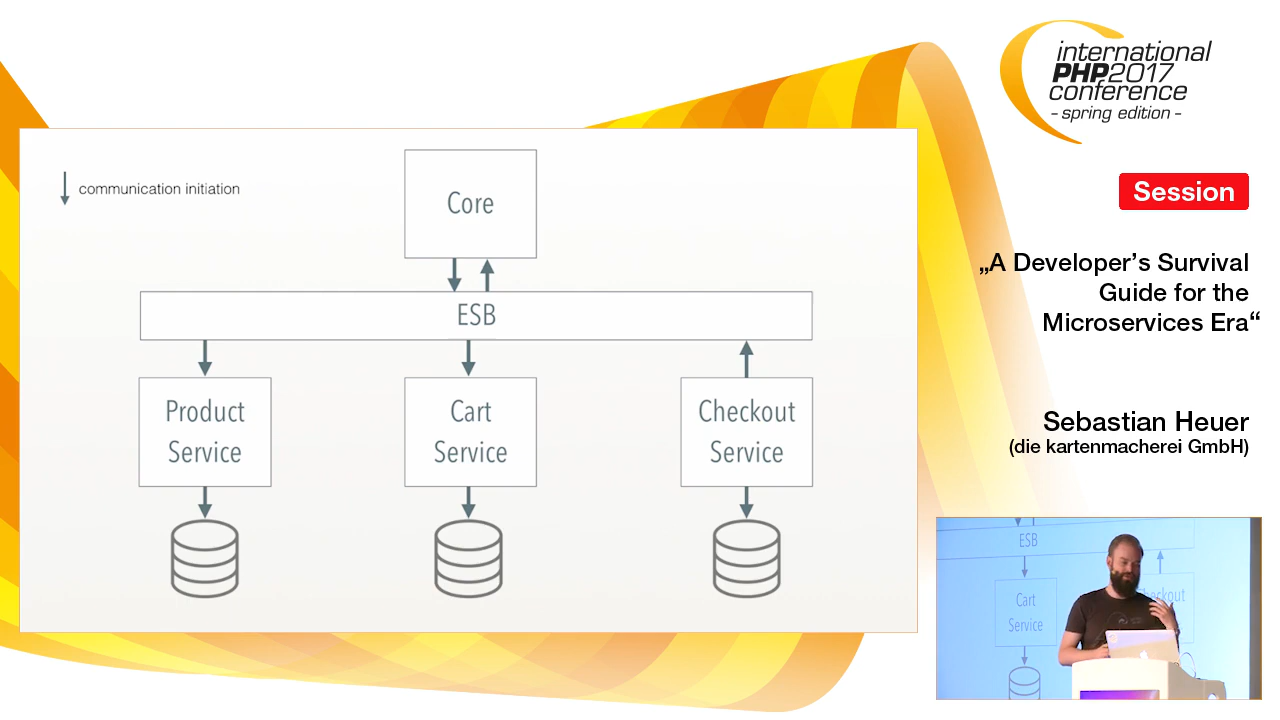 communication initiation
Core
ESB
Product
Service
Cart
Service
Checkout
Service
international
PHP2017
conference
- spring edition -
Session
„A Developer’s Survival
Guide for the
Microservices Era“
Sebastian Heuer
(die kartenmacherei GmbH)
ESB
Cart
Service